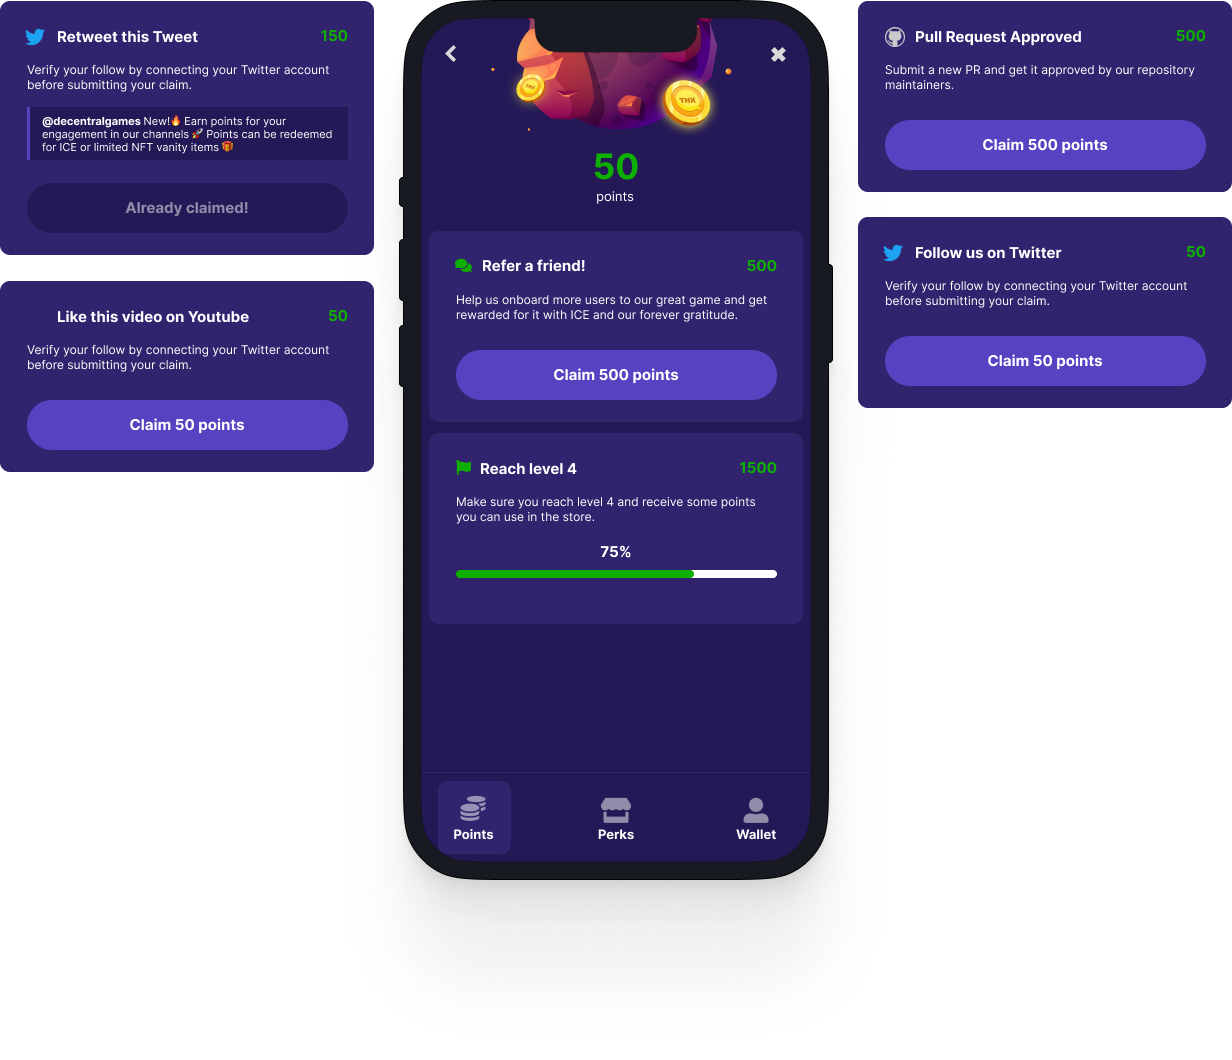 Retweet this Tweet
150
Verify your follow by connecting your Twitter account
before submitting your claim.
@decentralgames New!🔥 Earn points for your
engagement in our channels 🚀 Points can be redeemed
for ICE or limited NFT vanity items 🎁
Already claimed!
Like this video on Youtube
50
Verify your follow by connecting your Twitter account
before submitting your claim.
Claim 50 points
THX
THX
50
points
Refer a friend!
500
Help us onboard more users to our great game and get
rewarded for it with ICE and our forever gratitude.
Claim 500 points
Reach level 4
1500
Make sure you reach level 4 and receive some points
you can use in the store.
75%
Points
Perks
Wallet
Pull Request Approved
500
Submit a new PR and get it approved by our repository
maintainers.
Claim 500 points
Follow us on Twitter
50
Verify your follow by connecting your Twitter account
before submitting your claim.
Claim 50 points